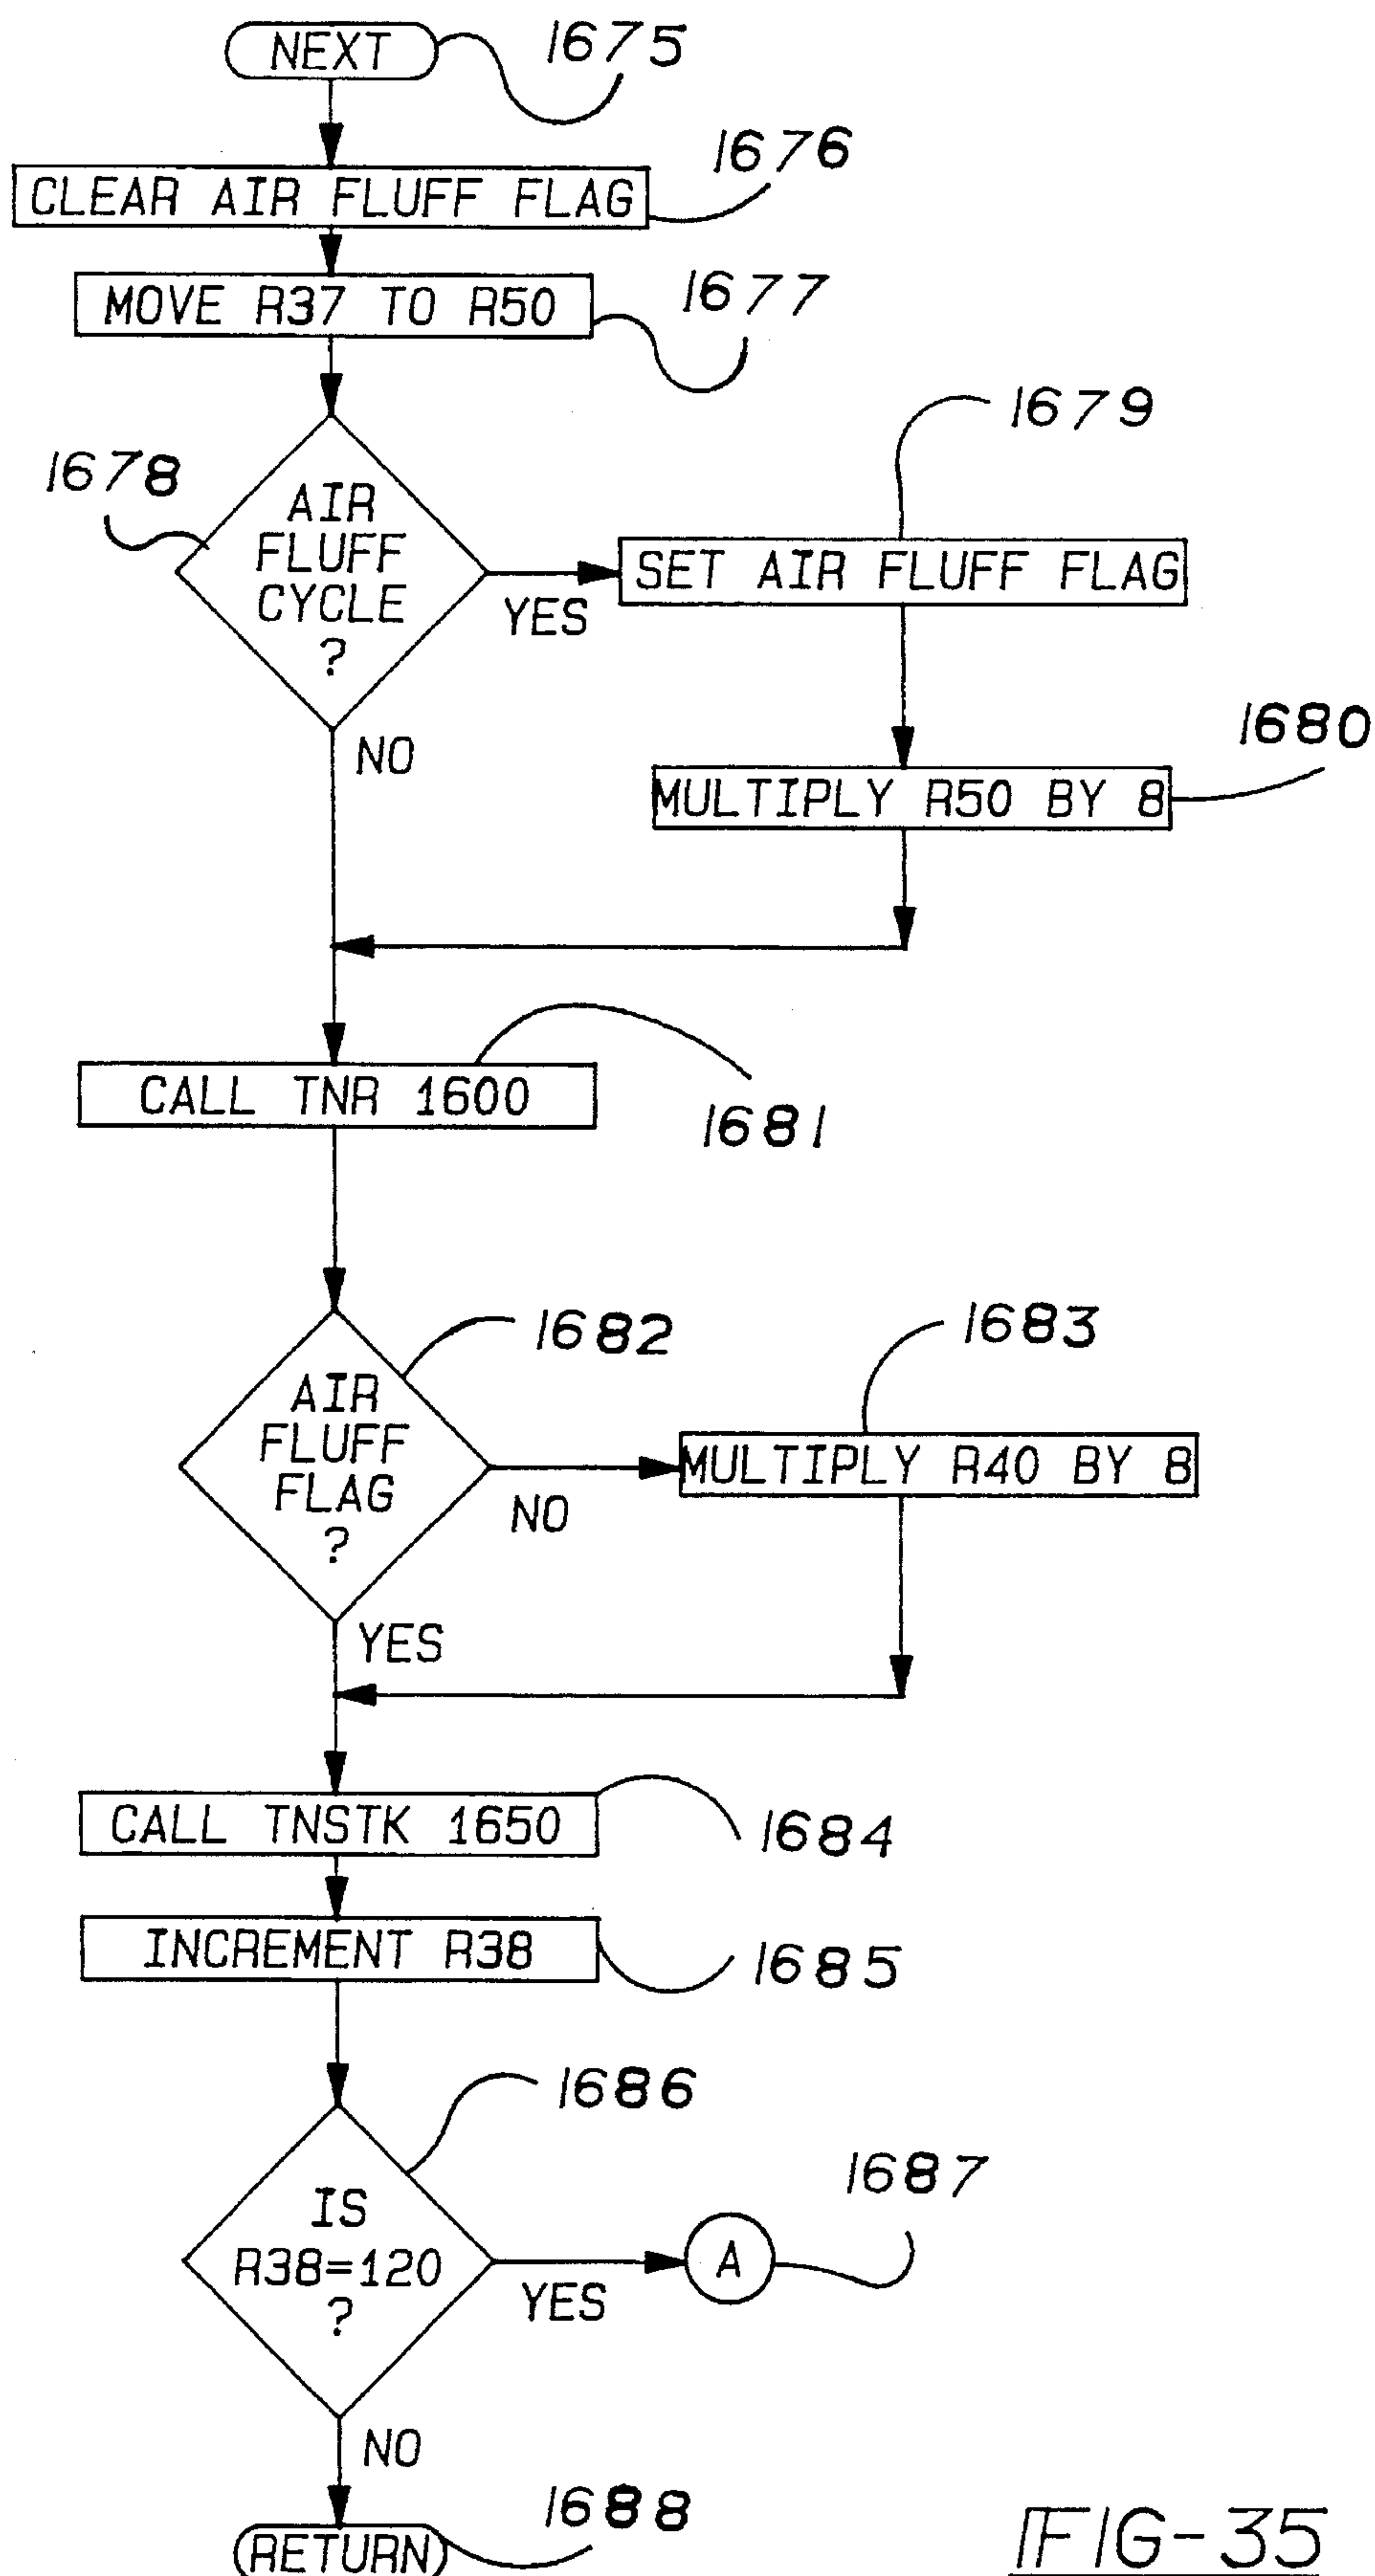 NEXT
1675
1676
CLEAR AIR FLUFF FLAG
1677
MOVE R37 TO R50
1679
1678
AIR
FLUFF
CYCLE
?
YES
SET AIR FLUFF FLAG
NO
1680
MULTIPLY R50 BY 8
CALL TNR 1600
1681
1682
1683
AIR
FLUFF
FLAG
?
NO
MULTIPLY R40 BY 8
YES
CALL TNSTK 1650
1684
INCREMENT R38
1685
1686
1687
IS
R38=120
?
YES
A
NO
1688
RETURN
FIG-35